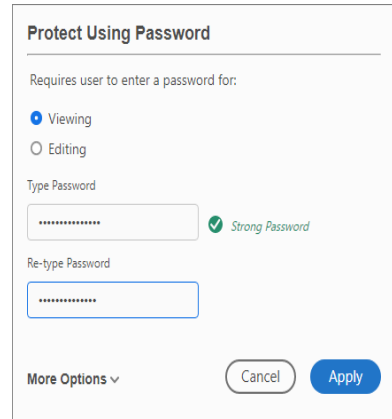 Protect Using Password
Requires user to enter a password for:
Viewing
Editing
Type Password
•••••••••••••••
Strong Password
Re-type Password
••••••••••••••
More Options
Cancel
Apply